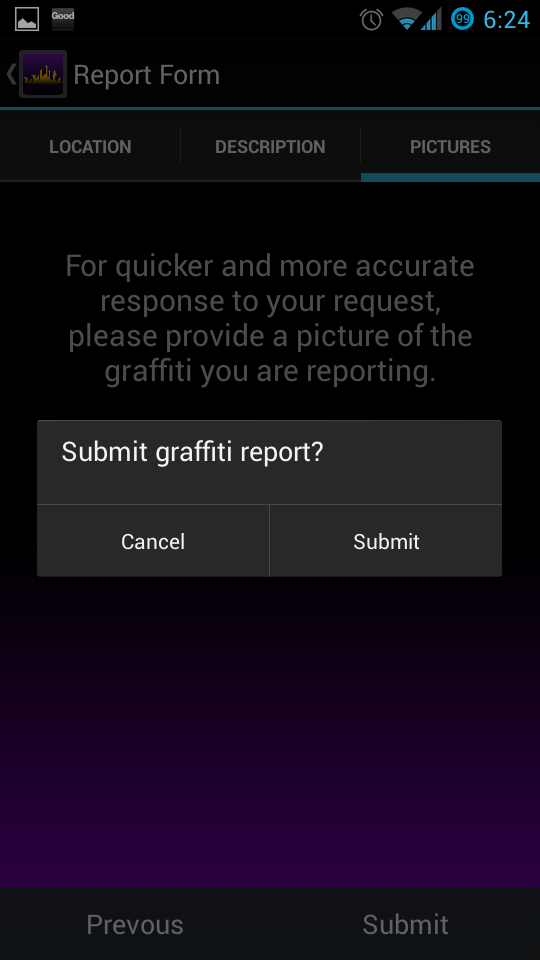 Good
99
6:24
Report Form
LOCATION
DESCRIPTION
PICTURES
For quicker and more accurate
response to your request,
please provide a picture of the
graffiti you are reporting.
Submit graffiti report?
Cancel
Submit
Prevous
Submit